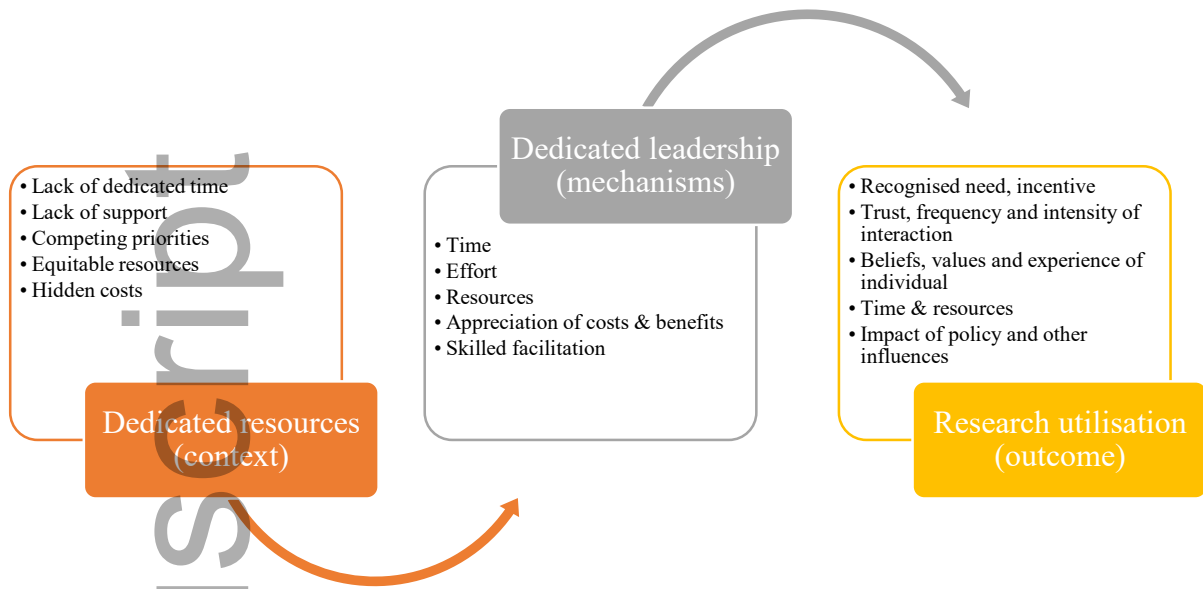 • Lack of dedicated time
• Lack of support
• Competing priorities
• Equitable resources
• Hidden costs
Dedicated resources
(context)
Dedicated leadership
(mechanisms)
• Time
• Effort
• Resources
• Appreciation of costs & benefits
• Skilled facilitation
• Recognised need, incentive
• Trust, frequency and intensity of
interaction
• Beliefs, values and experience of
individual
• Time & resources
• Impact of policy and other
influences
Research utilisation
(outcome)
script